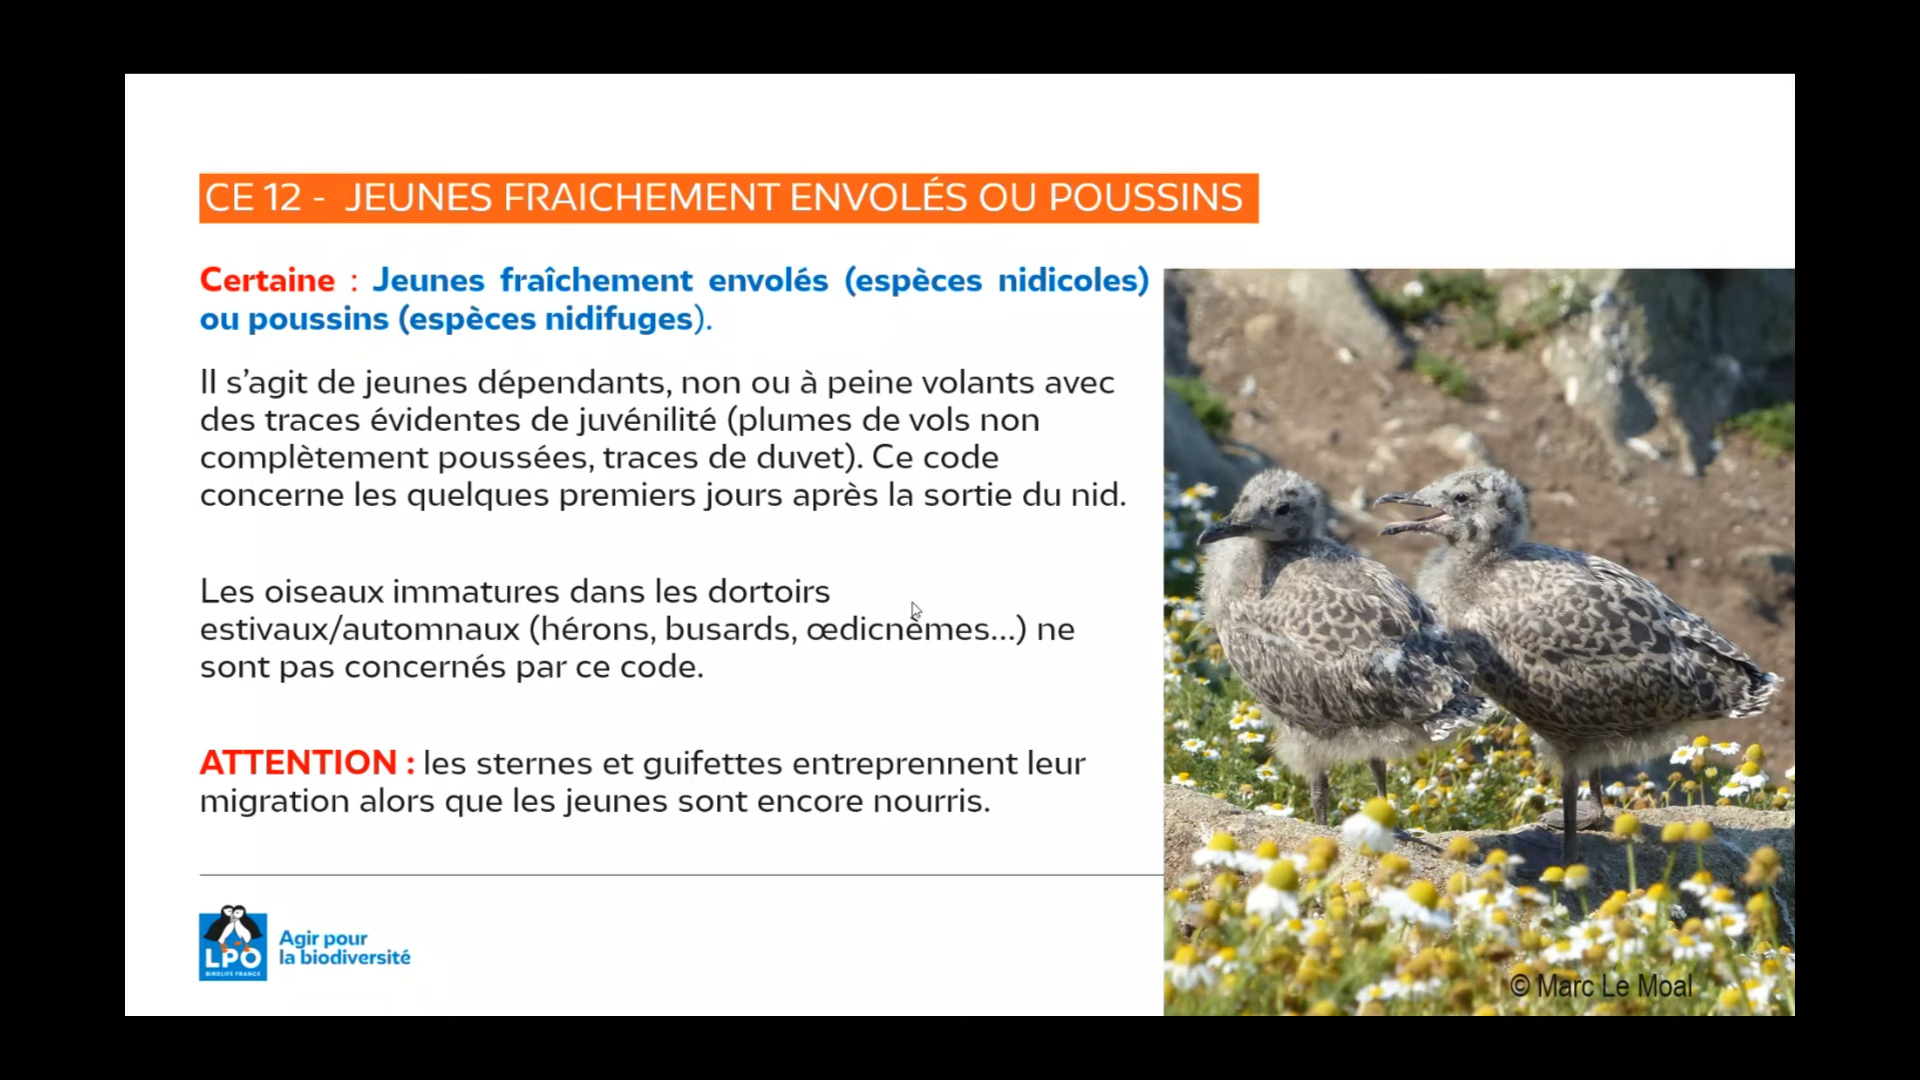 CE 12 - JEUNES FRAICHEMENT ENVOLÉS OU POUSSINS
Certaine : Jeunes fraîchement envolés (espèces nidicoles)
ou poussins (espèces nidifuges).
Il s’agit de jeunes dépendants, non ou à peine volants avec
des traces évidentes de juvénilité (plumes de vols non
complètement poussées, traces de duvet). Ce code
concerne les quelques premiers jours après la sortie du nid.
Les oiseaux immatures dans les dortoirs
estivaux/automnaux (hérons, busards, œdicnèmes...) ne
sont pas concernés par ce code.
ATTENTION : les sternes et guifettes entreprennent leur
migration alors que les jeunes sont encore nourris.
LPO
BIRDLIFE FRANCE
Agir pour
la biodiversité
© Marc Le Moal